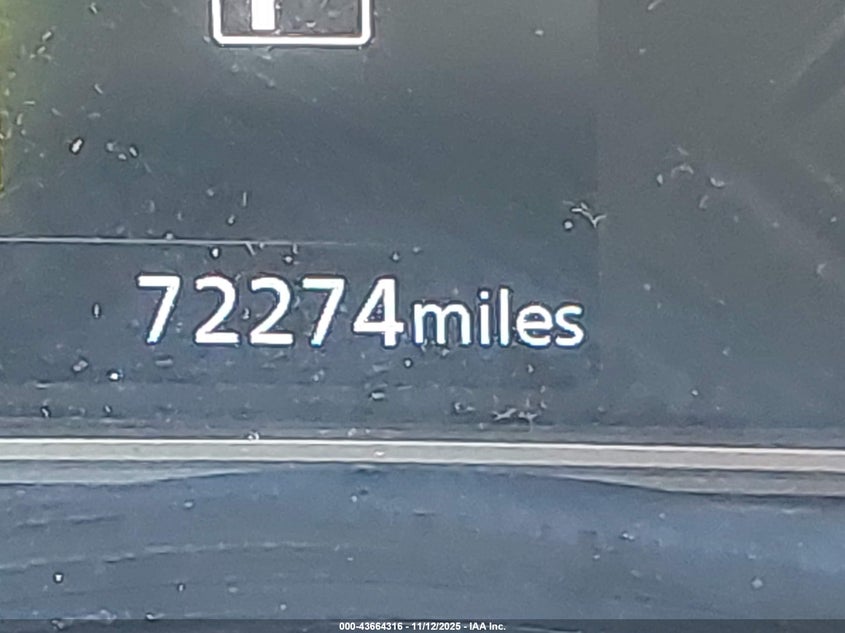 72274miles
000-43664316 - 11/12/2025 - IAA Inc.